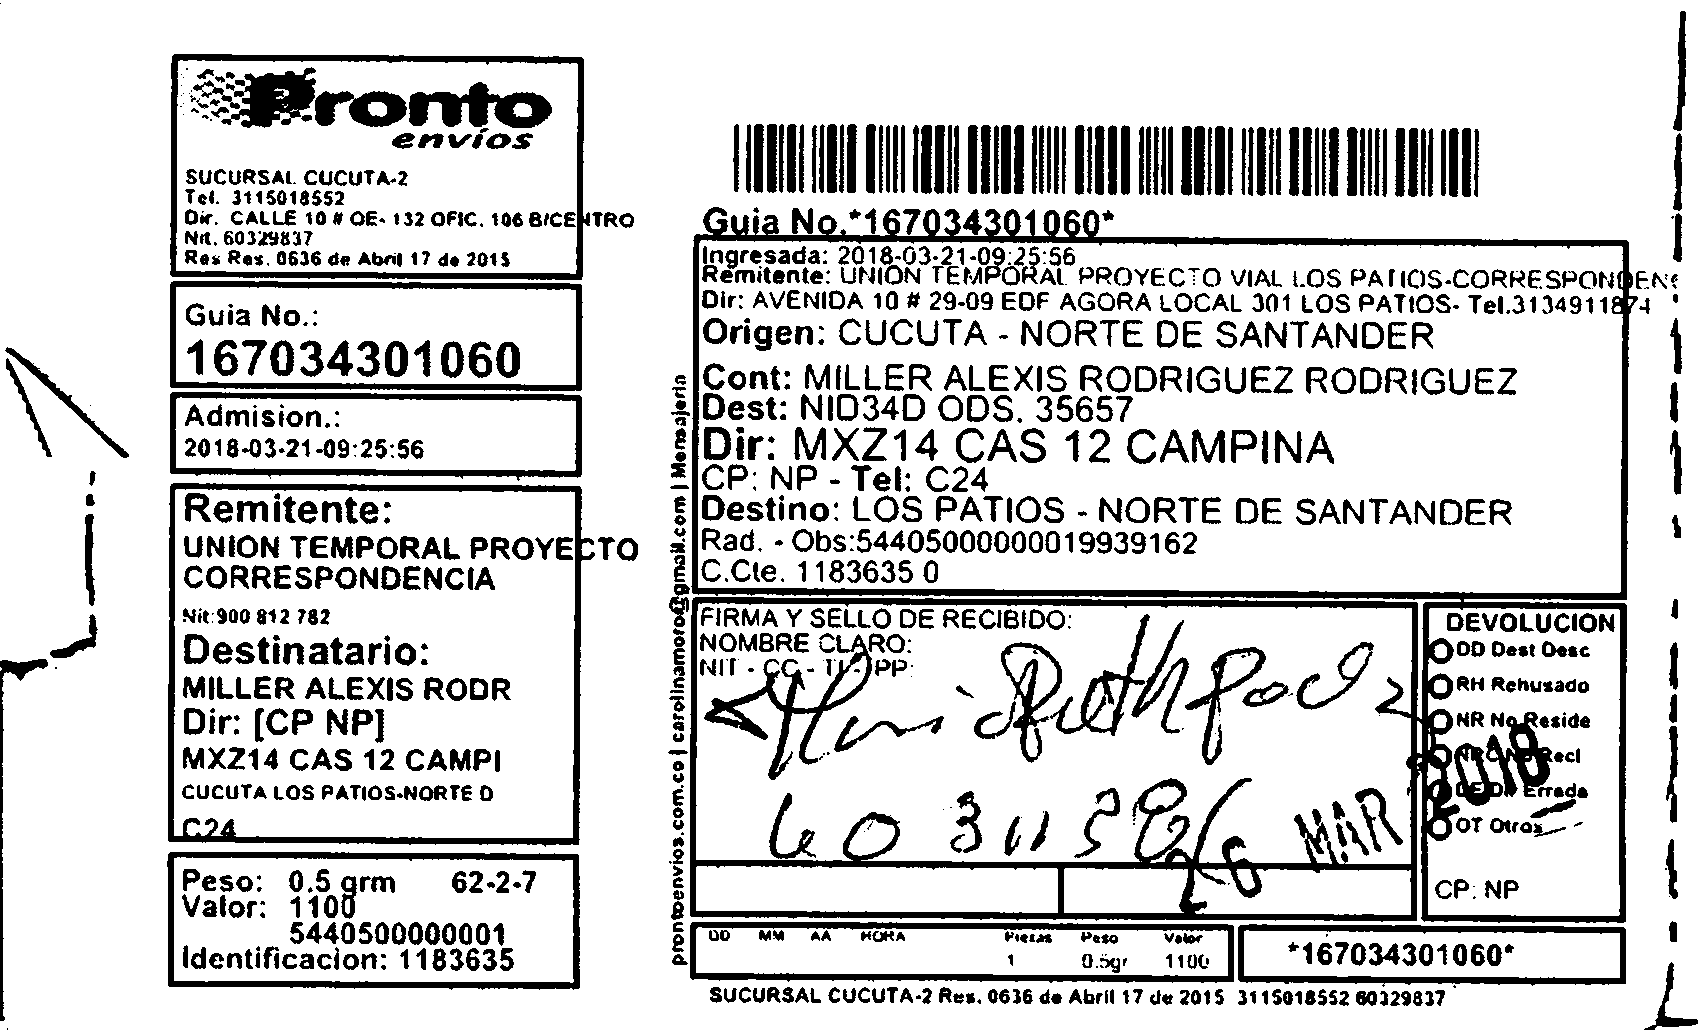 Pronto
envíos
SUCURSAL CUCUTA-2
Tel. 3115018552
Dir. CALLE 10 # OE- 132 OFIC. 106 B/CENTRO
Nit. 60329837
Res Res. 0636 de Abril 17 de 2015
Guia No.:
167034301060
Admision.:
2018-03-21-09:25:56
Remitente:
UNION TEMPORAL PROYECTO
CORRESPONDENCIA
Nit:900 812 782
Destinatario:
MILLER ALEXIS RODR
Dir: [CP NP]
MXZ14 CAS 12 CAMPI
CUCUTA LOS PATIOS-NORTE D
C24
Peso: 0.5 grm 62-2-7
Valor: 1100
5440500000001
Identificacion: 1183635
prontoenvios.com.co | carolinamoro@gmail.com | Mensajeria
Guia No.*167034301060*
Ingresada: 2018-03-21-09:25:56
Remitente: UNION TEMPORAL PROYECTO VIAL LOS PATIOS-CORRESPONDENC
Dir: AVENIDA 10 # 29-09 EDF AGORA LOCAL 301 LOS PATIOS- Tel.3134911874
Origen: CUCUTA - NORTE DE SANTANDER
Cont: MILLER ALEXIS RODRIGUEZ RODRIGUEZ
Dest: NID34D ODS. 35657
Dir: MXZ14 CAS 12 CAMPINA
CP: NP - Tel: C24
Destino: LOS PATIOS - NORTE DE SANTANDER
Rad. - Obs:54405000000019939162
C.Cte. 1183635 0
FIRMA Y SELLO DE RECIBIDO:
NOMBRE CLARO:
NIT - CC - TI - PP:
26 MAR 2018
DEVOLUCION
DD Dest Desc
RH Rehusado
NR No Reside
DE Di Errada
OT Otros
CP: NP
DD MM AA HORA Piezas Peso Valor
1 0.5gr 1100
*167034301060*
SUCURSAL CUCUTA-2 Res. 0636 de Abril 17 de 2015 3115018552 60329837